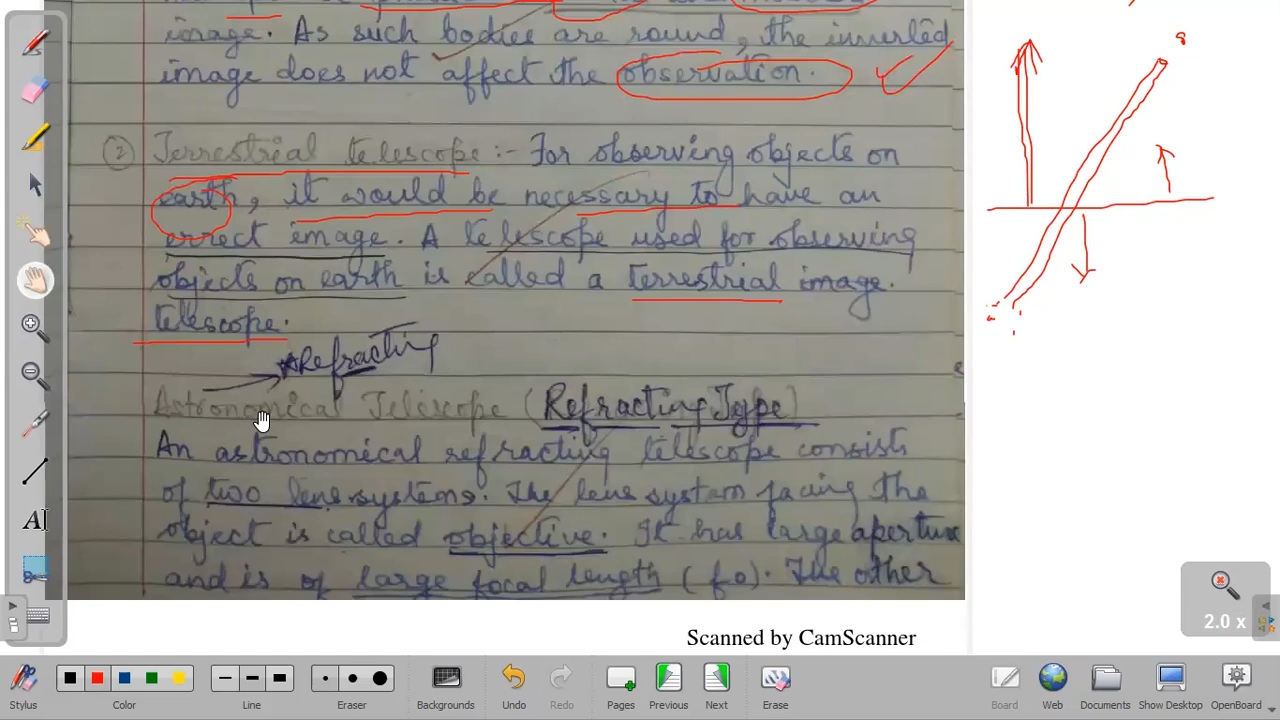 image. As such bodies are round, the inverted
image does not affect the observation.
② Terrestrial telescope :- For observing objects on
earth, it would be necessary to have an
errect image. A telescope used for observing
objects on earth is called a terrestrial image.
telescope.
Refracting
Astronomical Telescope (Refracting Type)
An astronomical refracting telescope consists
of two lens systems. The lens system facing the
object is called objective. It has large aperture
and is of large focal length (fo). The other
Scanned by CamScanner
2.0 x
Stylus
Color
Line
Eraser
Backgrounds
Undo
Redo
Pages
Previous
Next
Erase
Board
Web
Documents
Show Desktop
OpenBoard